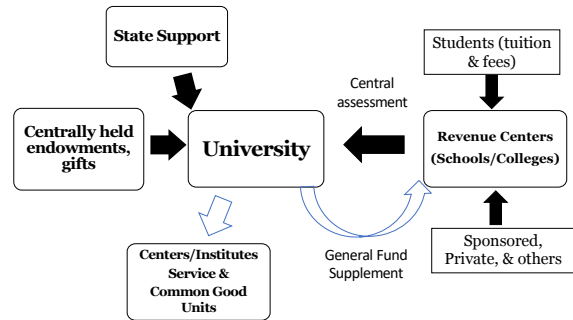 State Support
Students (tuition
& fees)
Central
assessment
Centrally held
endowments,
gifts
University
Revenue Centers
(Schools/Colleges)
Centers/Institutes
Service &
Common Good
Units
General Fund
Supplement
Sponsored,
Private, & others